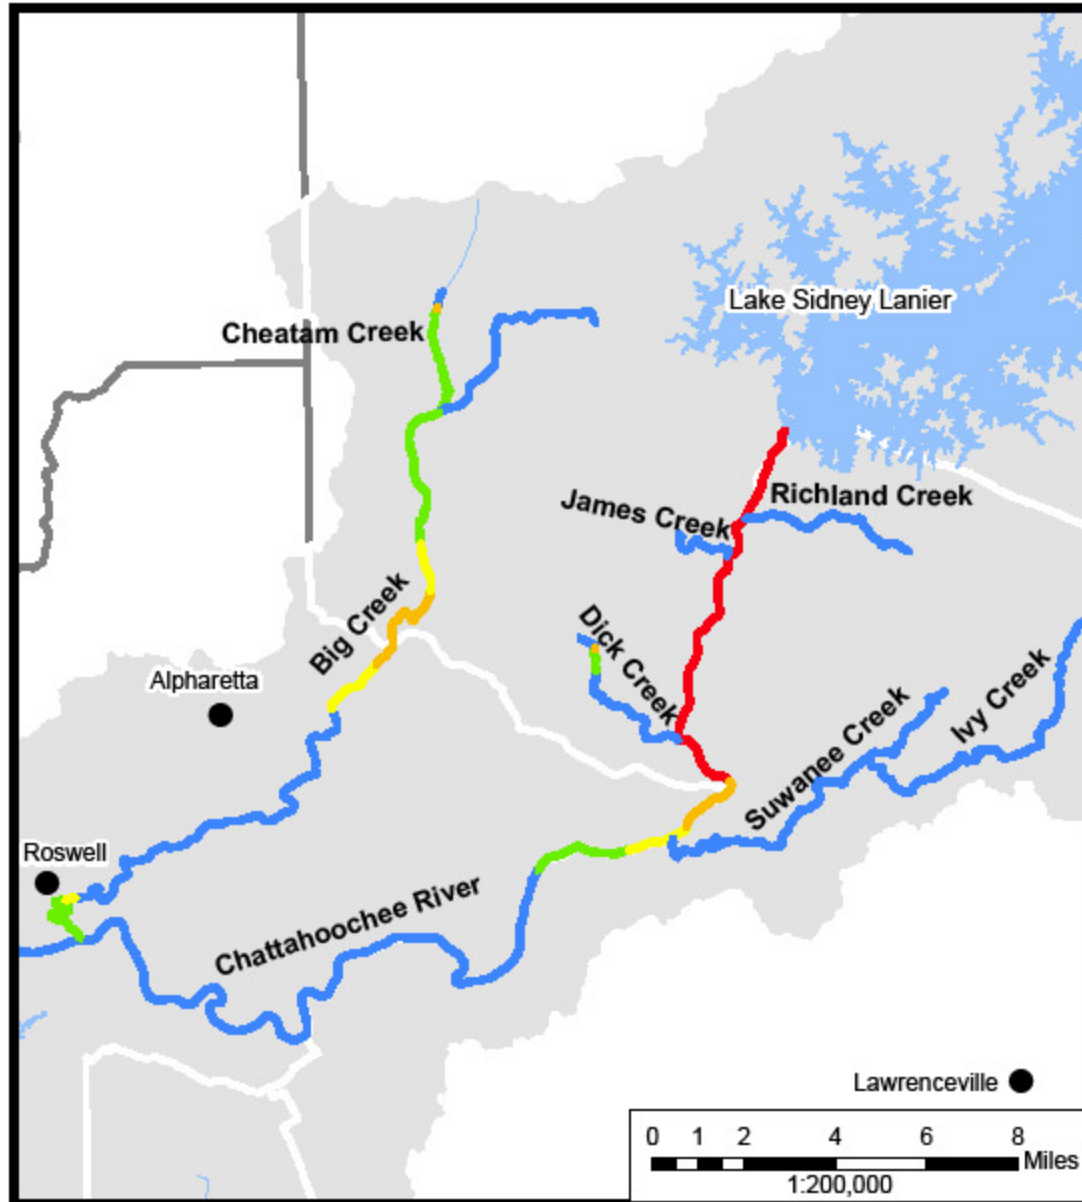 Lake Sidney Lanier
Cheatam Creek
Richland Creek
James Creek
Big Creek
Dick Creek
Alpharetta
Ivy Creek
Suwanee Creek
Roswell
Chattahoochee River
Lawrenceville
0 1 2 4 6 8
Miles
1:200,000